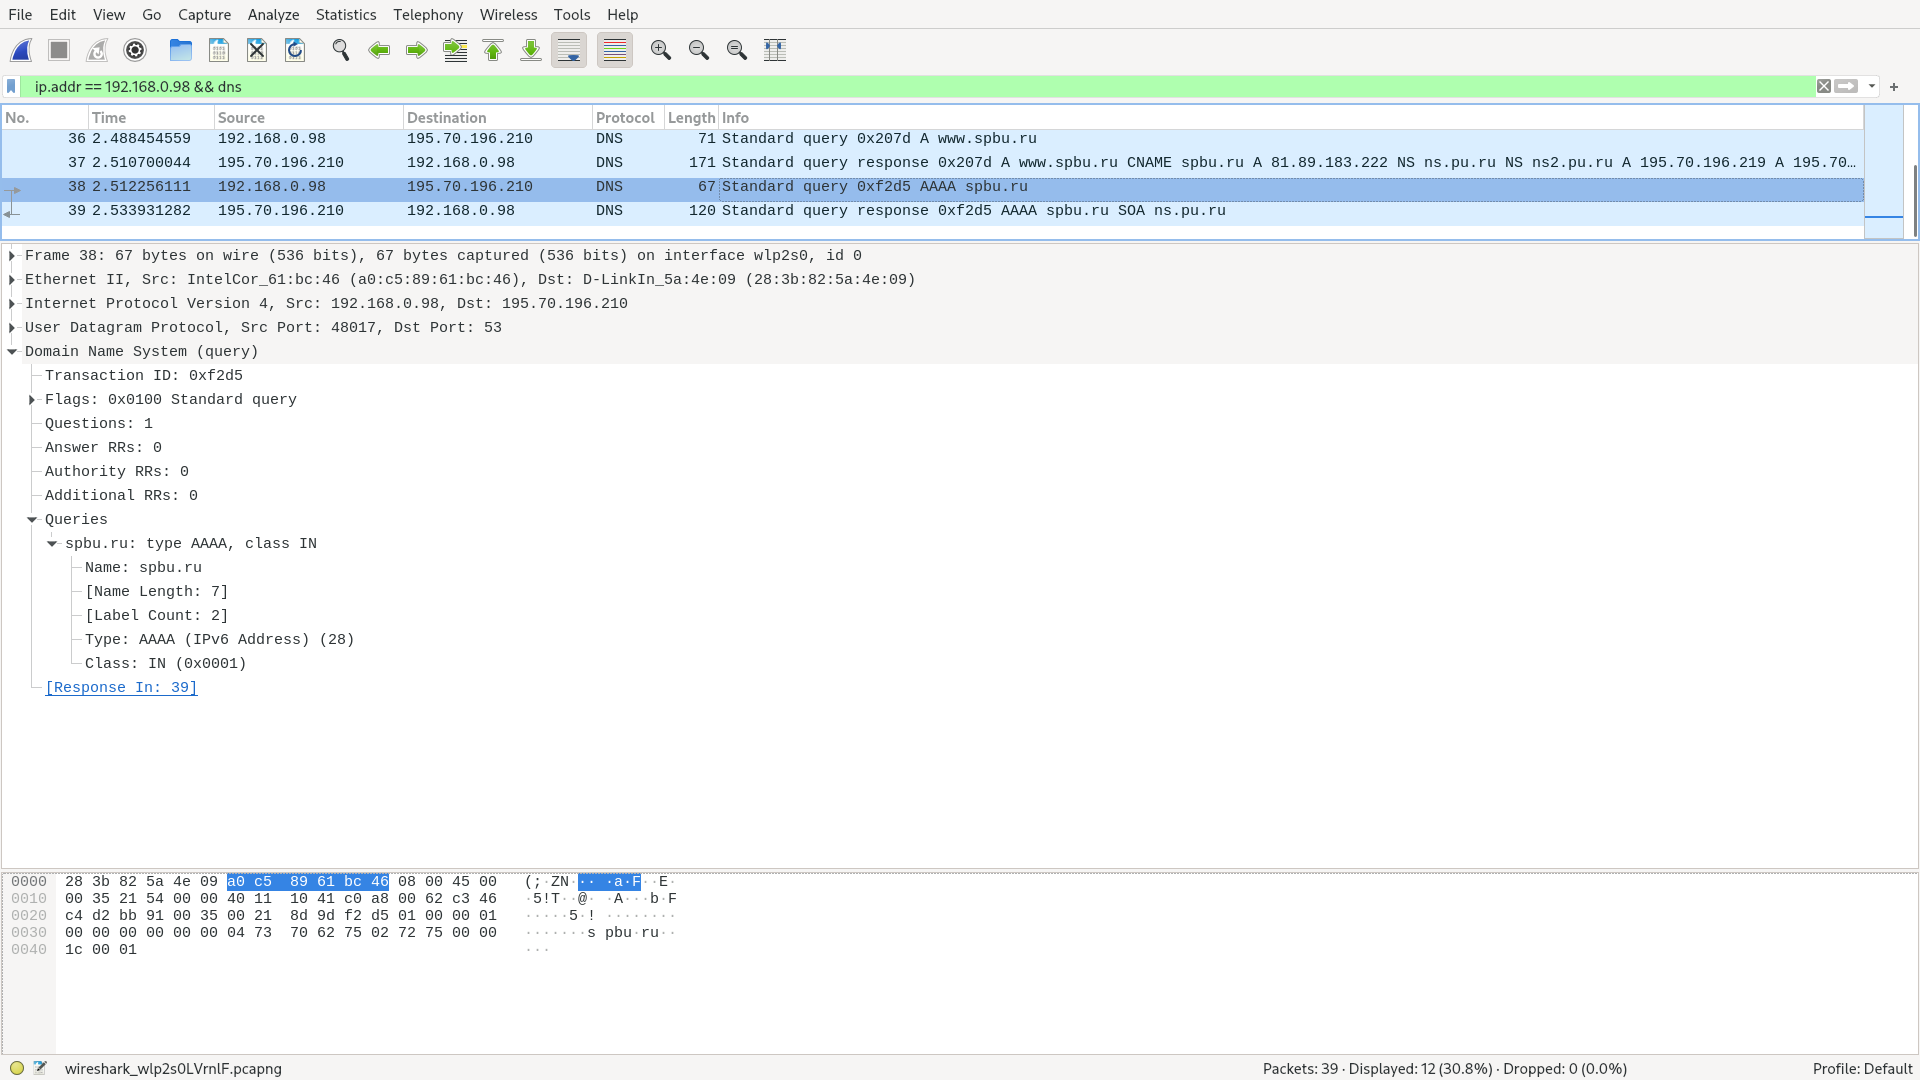 File Edit View Go Capture Analyze Statistics Telephony Wireless Tools Help
ip.addr == 192.168.0.98 && dns
No. Time Source Destination Protocol Length Info
36 2.488454559 192.168.0.98 195.70.196.210 DNS 71 Standard query 0x207d A www.spbu.ru
37 2.510700044 195.70.196.210 192.168.0.98 DNS 171 Standard query response 0x207d A www.spbu.ru CNAME spbu.ru A 81.89.183.222 NS ns.pu.ru NS ns2.pu.ru A 195.70.196.219 A 195.70…
38 2.512256111 192.168.0.98 195.70.196.210 DNS 67 Standard query 0xf2d5 AAAA spbu.ru
39 2.533931282 195.70.196.210 192.168.0.98 DNS 120 Standard query response 0xf2d5 AAAA spbu.ru SOA ns.pu.ru
Frame 38: 67 bytes on wire (536 bits), 67 bytes captured (536 bits) on interface wlp2s0, id 0
Ethernet II, Src: IntelCor_61:bc:46 (a0:c5:89:61:bc:46), Dst: D-LinkIn_5a:4e:09 (28:3b:82:5a:4e:09)
Internet Protocol Version 4, Src: 192.168.0.98, Dst: 195.70.196.210
User Datagram Protocol, Src Port: 48017, Dst Port: 53
Domain Name System (query)
Transaction ID: 0xf2d5
Flags: 0x0100 Standard query
Questions: 1
Answer RRs: 0
Authority RRs: 0
Additional RRs: 0
Queries
spbu.ru: type AAAA, class IN
Name: spbu.ru
[Name Length: 7]
[Label Count: 2]
Type: AAAA (IPv6 Address) (28)
Class: IN (0x0001)
[Response In: 39]
0000 28 3b 82 5a 4e 09 a0 c5 89 61 bc 46 08 00 45 00 (;·ZN··· ·a·F··E·
0010 00 35 21 54 00 00 40 11 10 41 c0 a8 00 62 c3 46 ·5!T··@· ·A···b·F
0020 c4 d2 bb 91 00 35 00 21 8d 9d f2 d5 01 00 00 01 ·····5·! ········
0030 00 00 00 00 00 00 04 73 70 62 75 02 72 75 00 00 ·······s pbu·ru··
0040 1c 00 01 ···
wireshark_wlp2s0LVrnlF.pcapng Packets: 39 · Displayed: 12 (30.8%) · Dropped: 0 (0.0%) Profile: Default